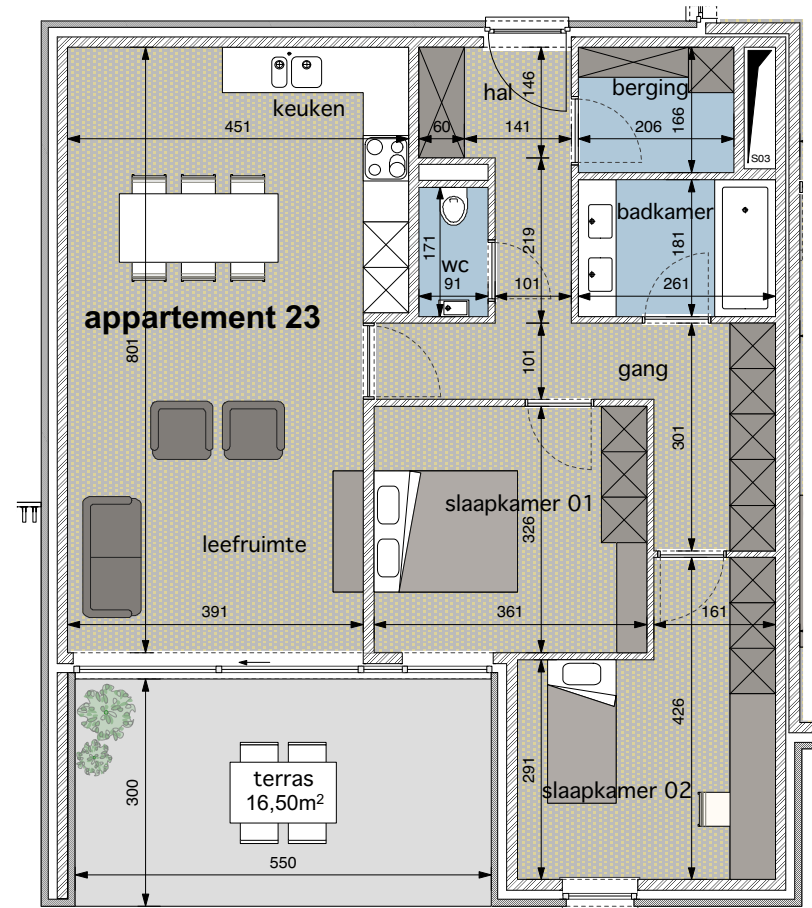 keuken
hal
berging
146
166
451
60
141
206
S03
badkamer
171
wc
219
181
91
101
261
appartement 23
801
101
gang
301
slaapkamer 01
326
leefruimte
391
361
161
426
291
300
terras
16,50m²
slaapkamer 02
550